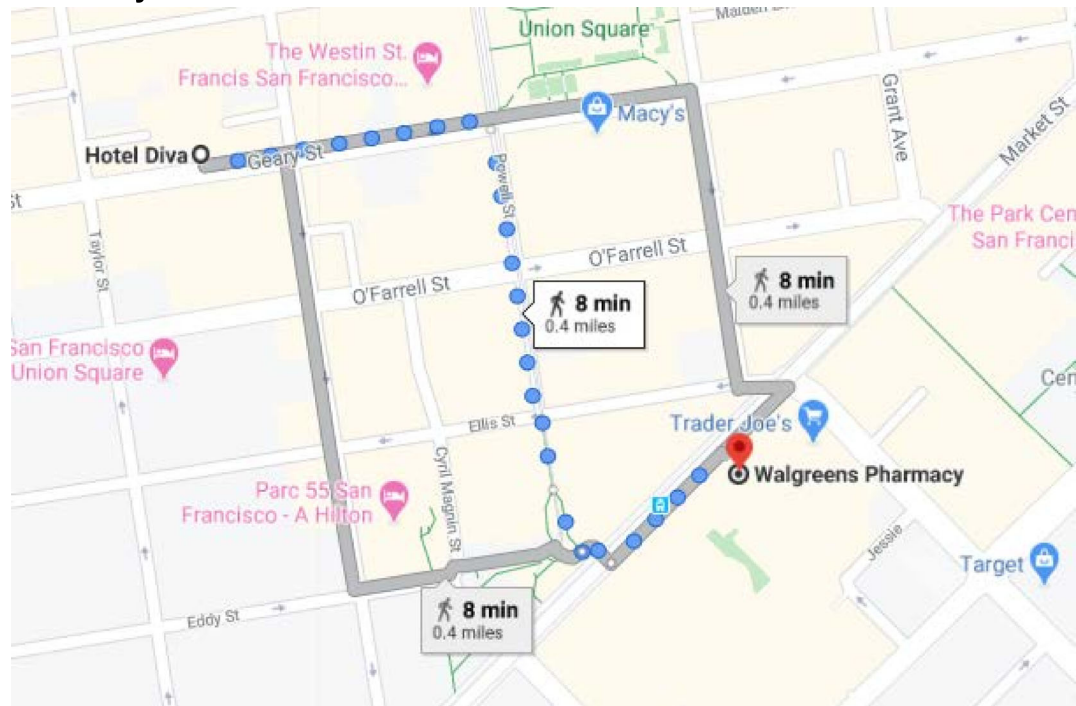 Union Square
Maiden
The Westin St.
Francis San Francisco...
Grant Ave
Market St
Macy's
Hotel Diva
Geary St
St
Powell St
The Park Cen
San Franci
Taylor St
O'Farrell St
O'Farrell St
8 min
0.4 miles
8 min
0.4 miles
San Francisco
Union Square
Cen
Ellis St
Trader Joe's
Cyril Magnin St
Walgreens Pharmacy
Parc 55 San
Francisco - A Hilton
Jessie
Target
8 min
0.4 miles
Eddy St